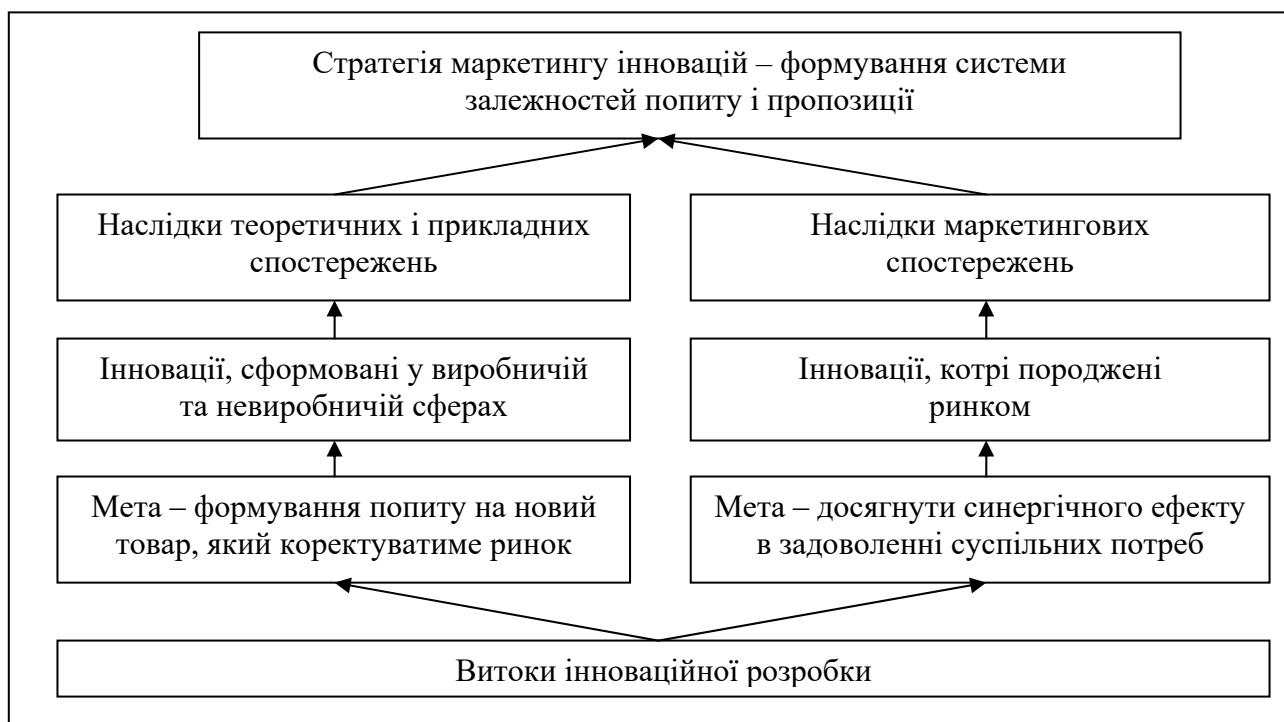 Стратегія маркетингу інновацій – формування системи
залежностей попиту і пропозиції
Наслідки теоретичних і прикладних
спостережень
Наслідки маркетингових
спостережень
Інновації, сформовані у виробничій
та невиробничій сферах
Інновації, котрі породжені
ринком
Мета – формування попиту на новий
товар, який коректуватиме ринок
Мета – досягнути синергічного ефекту
в задоволенні суспільних потреб
Витоки інноваційної розробки